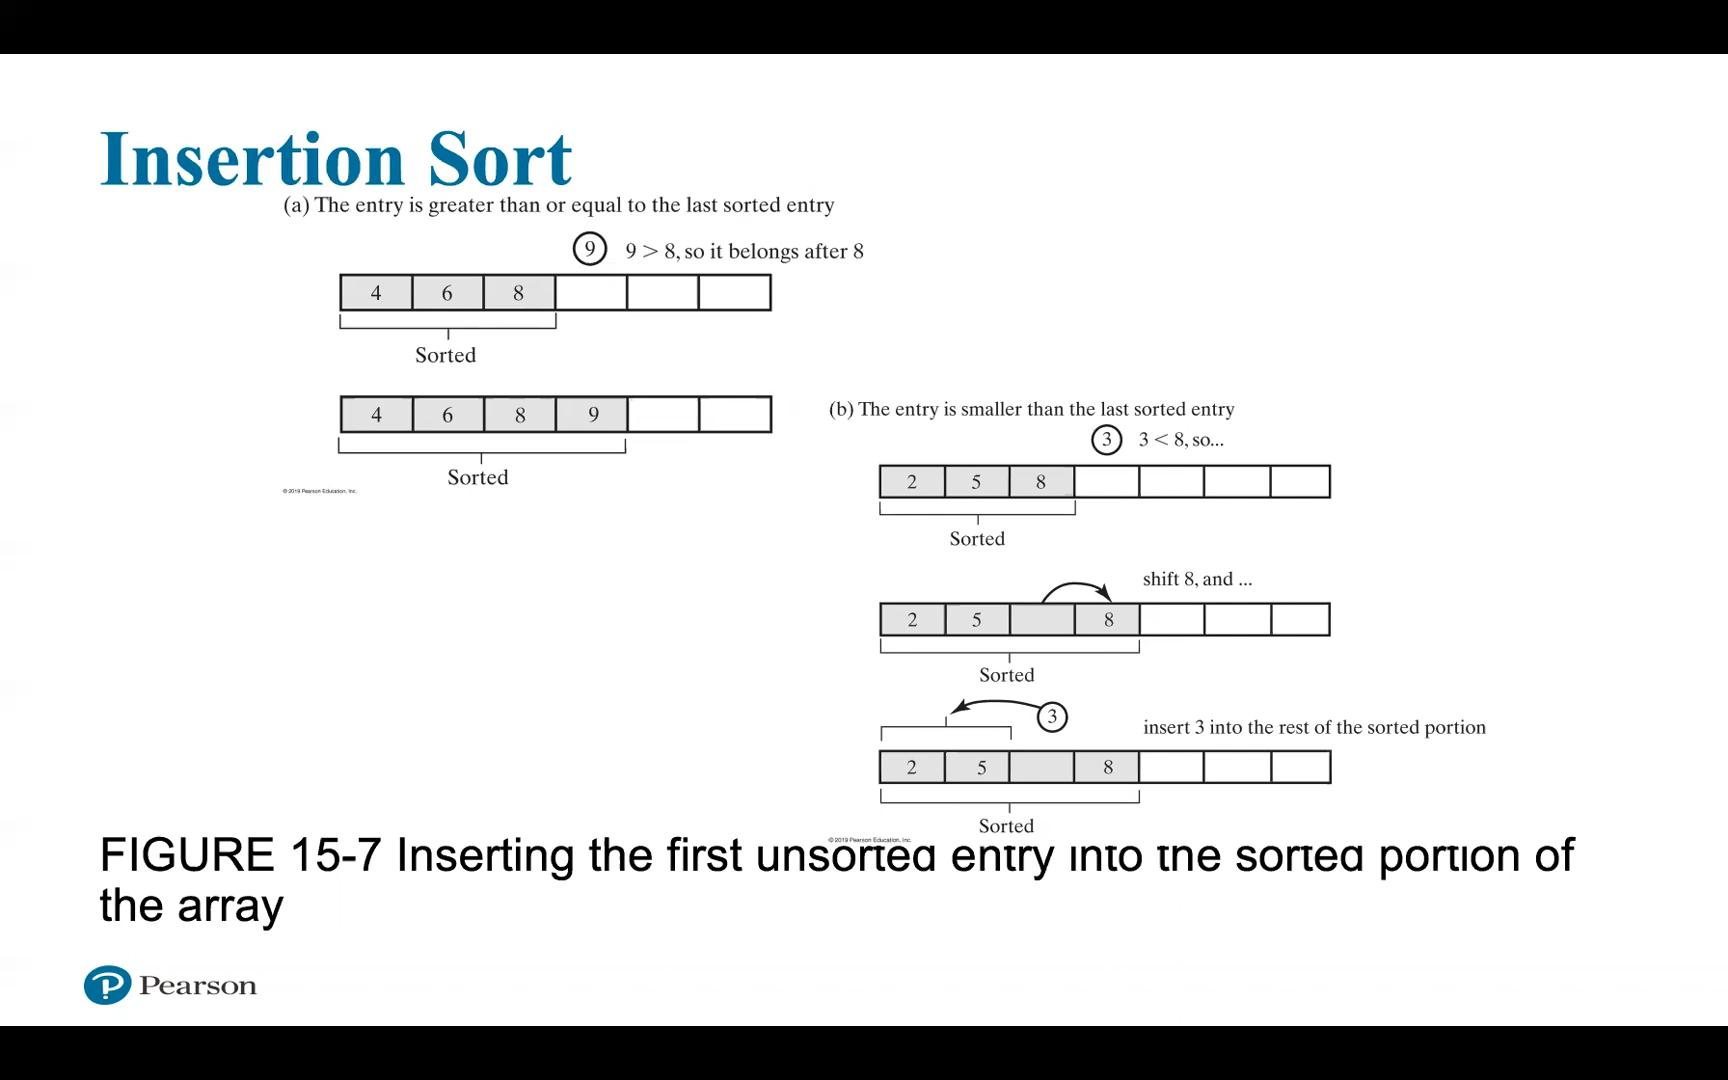 Insertion Sort
(a) The entry is greater than or equal to the last sorted entry
9 9 > 8, so it belongs after 8
4 6 8
Sorted
4 6 8 9
Sorted
© 2019 Pearson Education, Inc.
(b) The entry is smaller than the last sorted entry
3 3 < 8, so...
2 5 8
Sorted
shift 8, and ...
2 5 8
Sorted
3 insert 3 into the rest of the sorted portion
2 5 8
Sorted
© 2019 Pearson Education, Inc.
FIGURE 15-7 Inserting the first unsorted entry into the sorted portion of
the array
Pearson